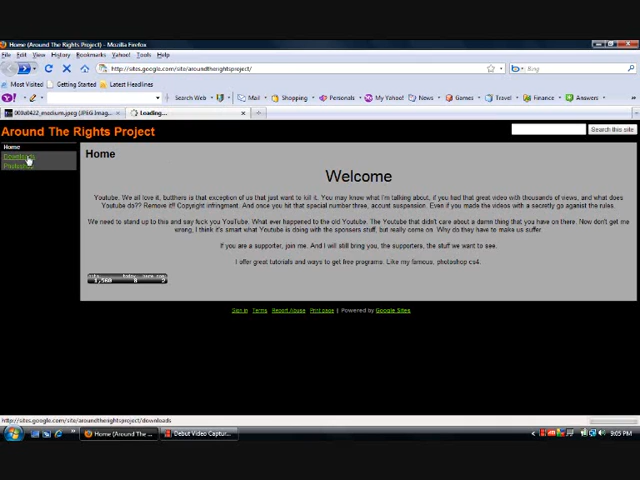 Home (Around The Rights Project) - Mozilla Firefox
File Edit View History Bookmarks Yahoo! Tools Help
http://sites.google.com/site/aroundtherightsproject/
Bing
Most Visited Getting Started Latest Headlines
Search Web Mail Shopping Personals My Yahoo! News Games Travel Finance Answers
(JPEG Imag... Loading...
Around The Rights Project
Search this site
Home
Downloads
Home
Welcome
Youtube. We all love it, but there is that exception of us that just want to kill it. You may know what I'm talking about, if you had that great video with thousands of views, and what does
Youtube do?? Remove it!! Copyright infringment. And once you hit that special number three, account suspension. Even if you made the videos with a secretly go against the rules.
We need to stand up to this and say fuck you YouTube. What ever happened to the old Youtube. The Youtube that didn't care about a damn thing that you have on there. Now don't get me
wrong, I think it's smart what Youtube is doing with the sponsers stuff, but really come on. Why do they have to make us suffer
If you are a supporter, join me. And I will still bring you, the supporters, the stuff we want to see.
I offer great tutorials and ways to get free programs. Like my famous, photoshop cs4.
Sign in Terms Report Abuse Print page | Powered by Google Sites
http://sites.google.com/site/aroundtherightsproject/downloads
Home (Around The ... Debut Video Captur... 9:05 PM